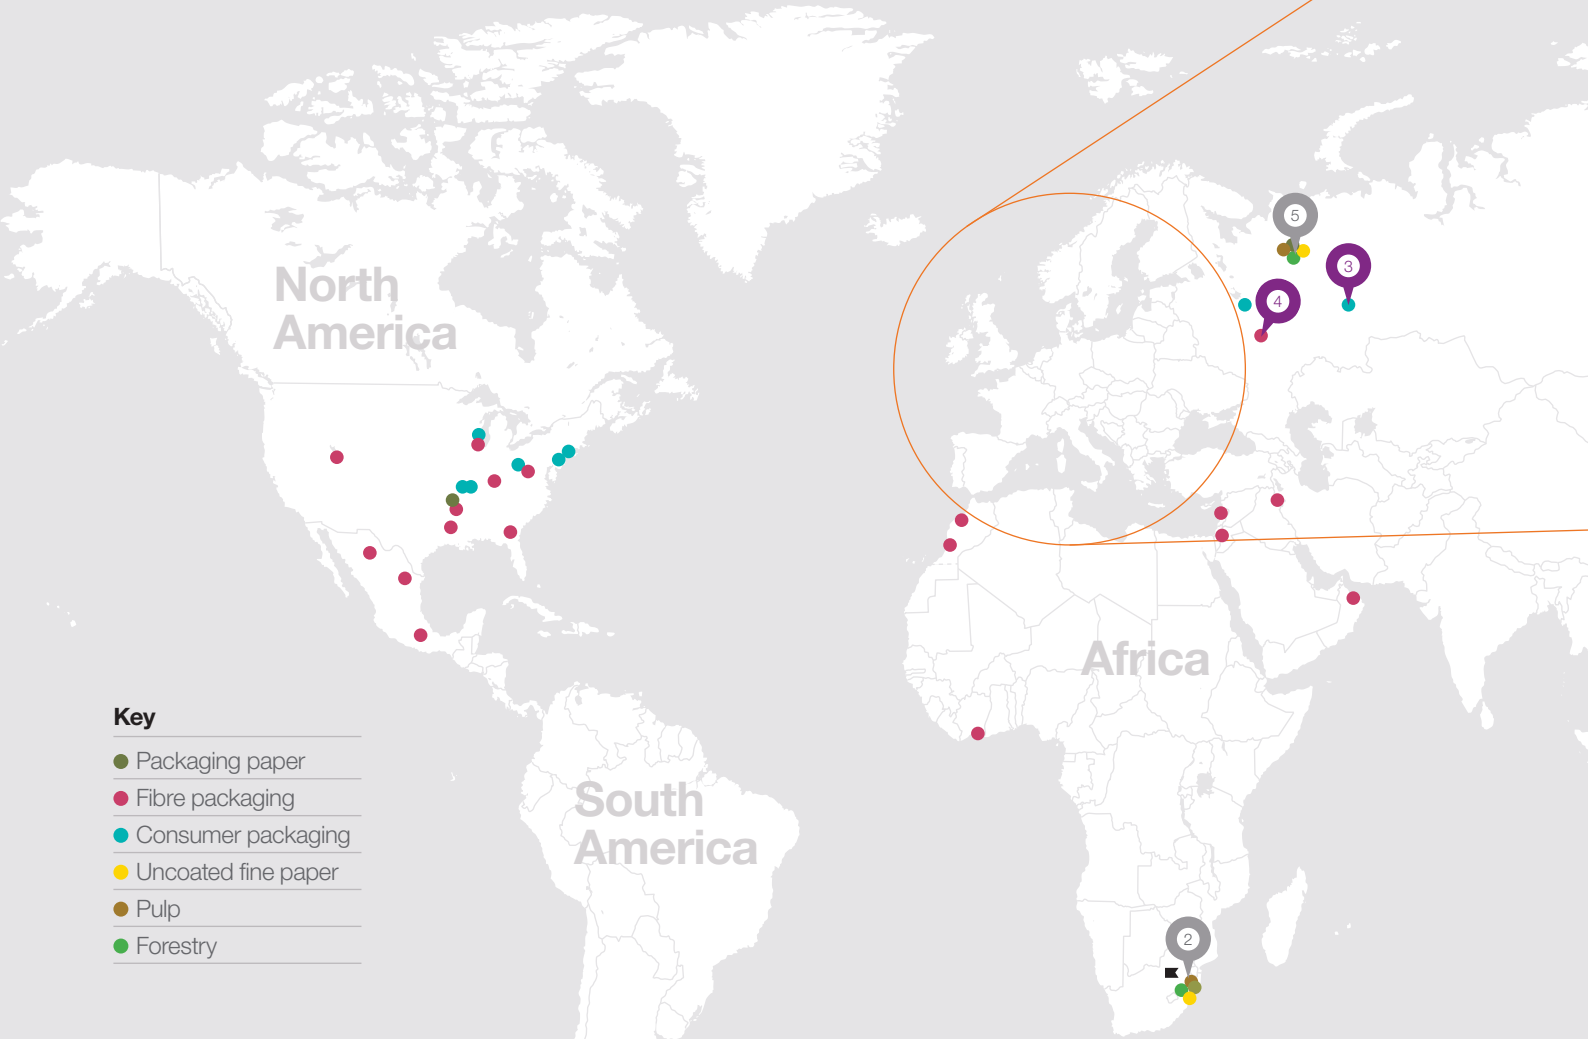 5
3
4
North
America
Africa
Key
Packaging paper
Fibre packaging
Consumer packaging
Uncoated fine paper
Pulp
Forestry
South
America
2